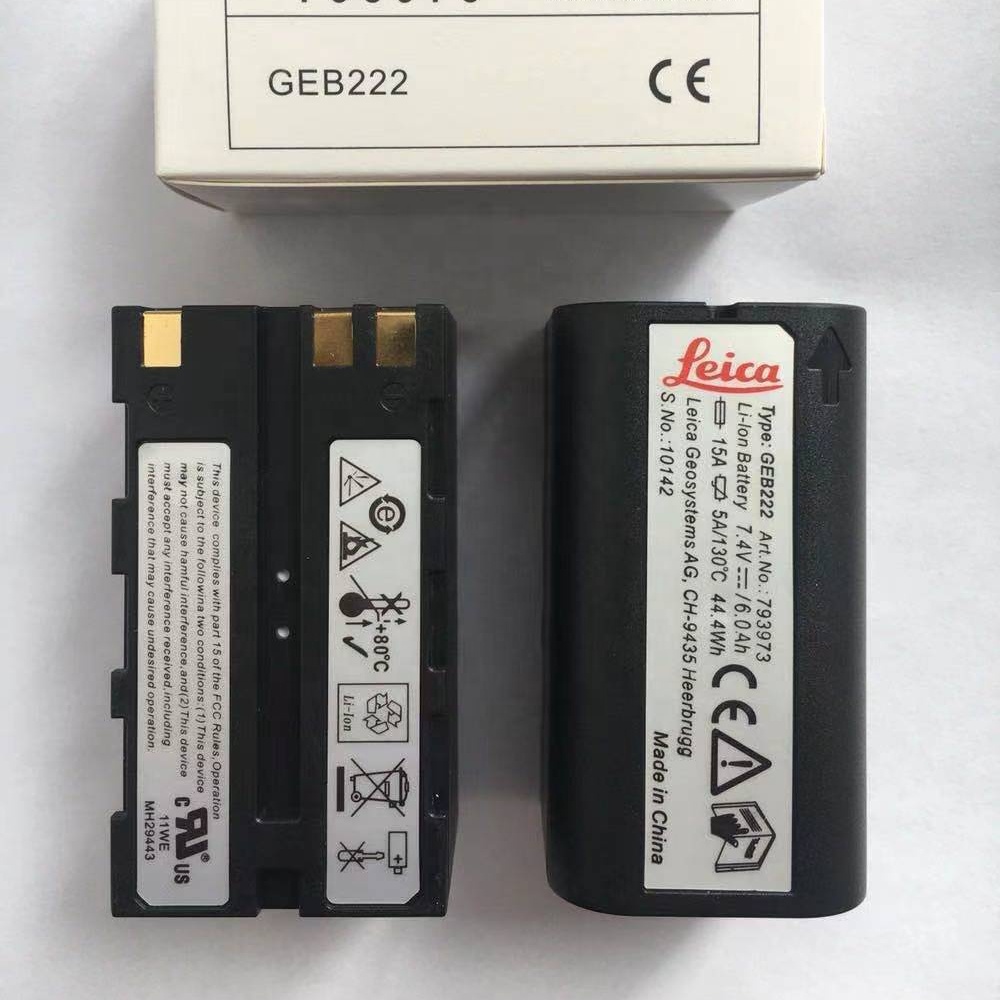 GEB222
CE
This device complies with part 15 of the FCC Rules, Operation
is subject to the followina two conditions:(1)This device
may not cause harmful interference,and(2)This device
must accept any interference received,including
interference that may cause undesired operation.
C US
®
11WE
MH29443
e
+80°C
Li-Ion
Leica
Type: GEB222 Art.No.:793973
Li-Ion Battery 7.4V /6.0Ah
15A 5A/130°C 44.4Wh
CE
Leica Geosystems AG, CH-9435 Heerbrugg
S.No.:10142
Made in China